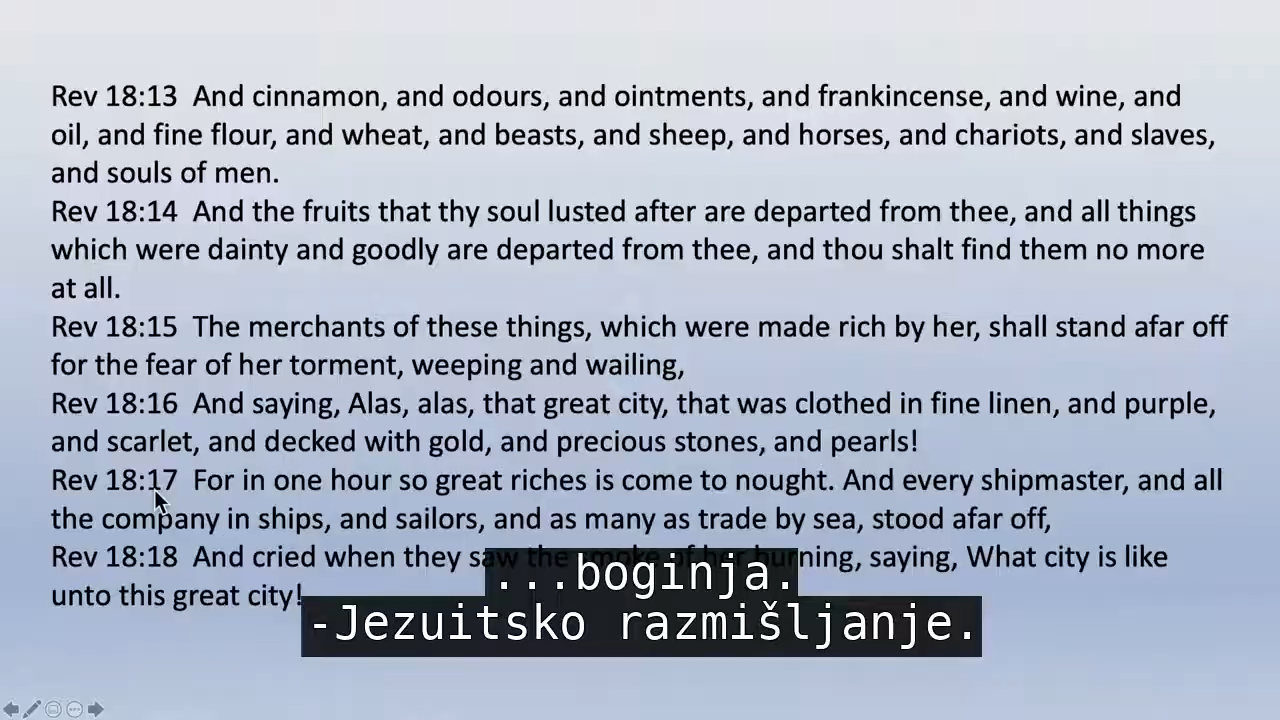 Rev 18:13 And cinnamon, and odours, and ointments, and frankincense, and wine, and
oil, and fine flour, and wheat, and beasts, and sheep, and horses, and chariots, and slaves,
and souls of men.
Rev 18:14 And the fruits that thy soul lusted after are departed from thee, and all things
which were dainty and goodly are departed from thee, and thou shalt find them no more
at all.
Rev 18:15 The merchants of these things, which were made rich by her, shall stand afar off
for the fear of her torment, weeping and wailing,
Rev 18:16 And saying, Alas, alas, that great city, that was clothed in fine linen, and purple,
and scarlet, and decked with gold, and precious stones, and pearls!
Rev 18:17 For in one hour so great riches is come to nought. And every shipmaster, and all
the company in ships, and sailors, and as many as trade by sea, stood afar off,
Rev 18:18 And cried when they saw the smoke of her burning, saying, What city is like
unto this great city!
...boginja.
-Jezuitsko razmišljanje.